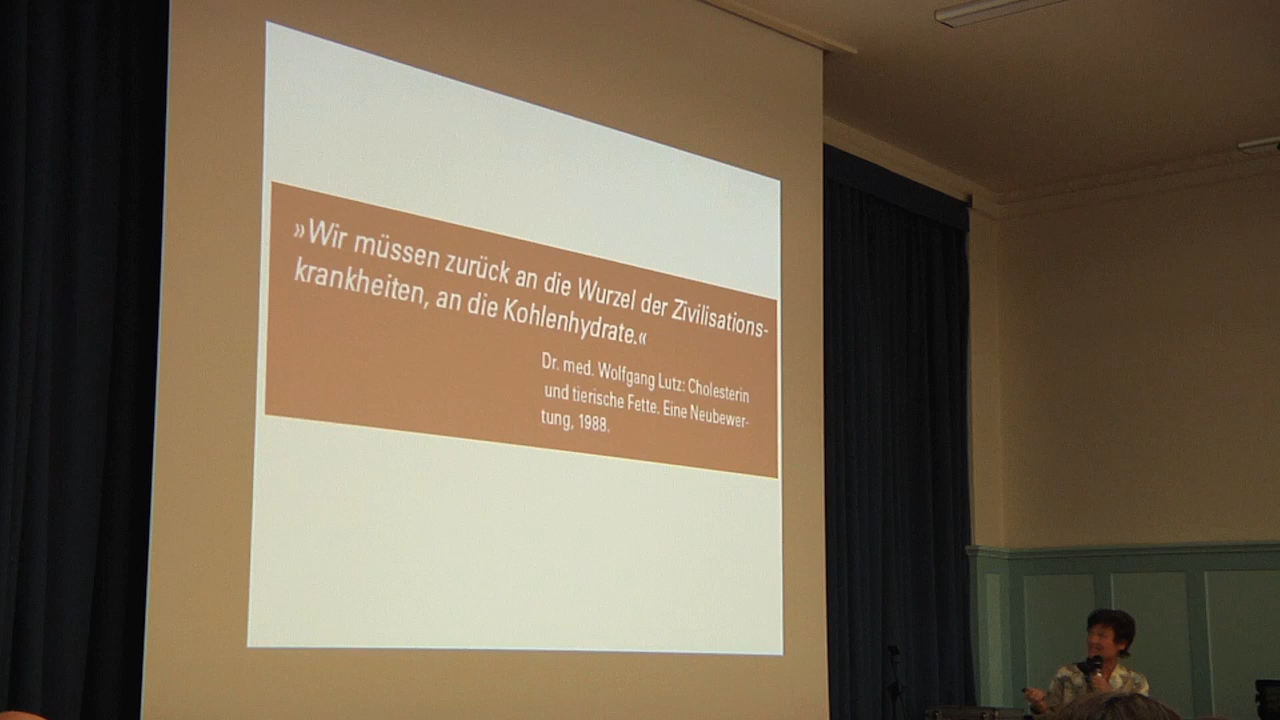 »Wir müssen zurück an die Wurzel der Zivilisations-
krankheiten, an die Kohlenhydrate.«
Dr. med. Wolfgang Lutz: Cholesterin
und tierische Fette. Eine Neubewer-
tung, 1988.